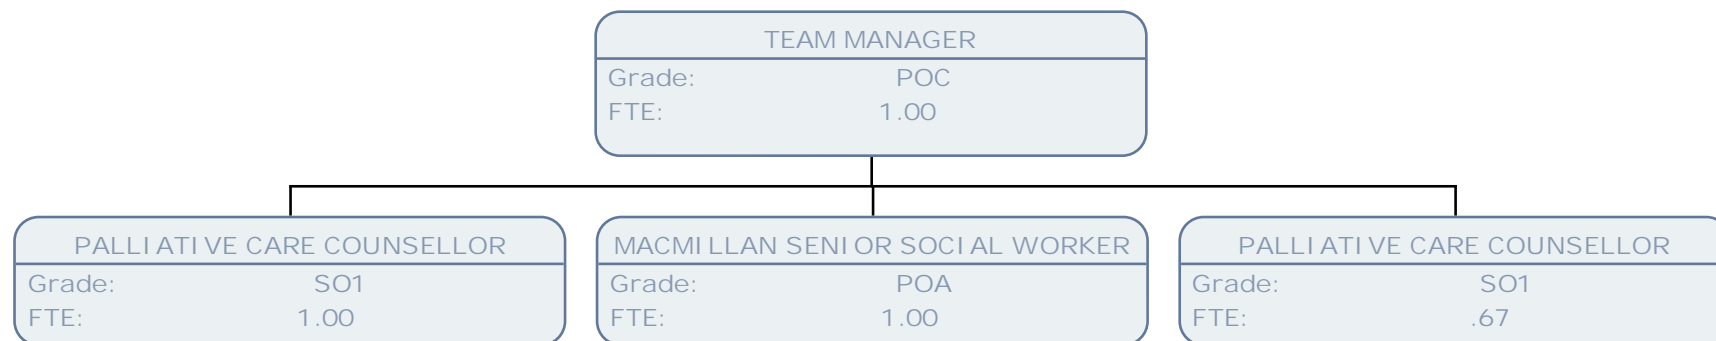 TEAM MANAGER
Grade: POC
FTE: 1.00
PALLIATIVE CARE COUNSELLOR
Grade: SO1
FTE: 1.00
MACMILLAN SENIOR SOCIAL WORKER
Grade: POA
FTE: 1.00
PALLIATIVE CARE COUNSELLOR
Grade: SO1
FTE: .67